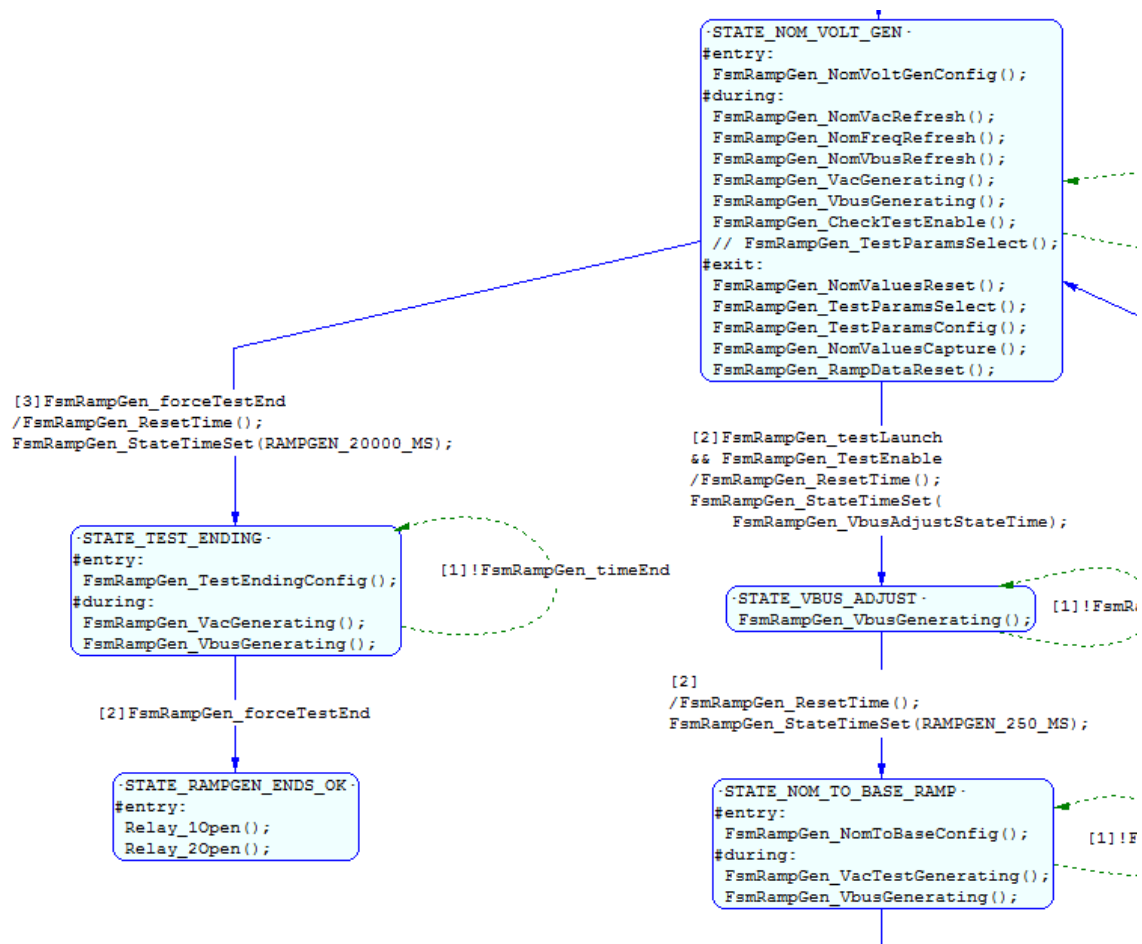 ·STATE_NOM_VOLT_GEN·
#entry:
FsmRampGen_NomVoltGenConfig();
#during:
FsmRampGen_NomVacRefresh();
FsmRampGen_NomFreqRefresh();
FsmRampGen_NomVbusRefresh();
FsmRampGen_VacGenerating();
FsmRampGen_VbusGenerating();
FsmRampGen_CheckTestEnable();
// FsmRampGen_TestParamsSelect();
#exit:
FsmRampGen_NomValuesReset();
FsmRampGen_TestParamsSelect();
FsmRampGen_TestParamsConfig();
FsmRampGen_NomValuesCapture();
FsmRampGen_RampDataReset();
[3]FsmRampGen_forceTestEnd
/FsmRampGen_ResetTime();
FsmRampGen_StateTimeSet(RAMPGEN_20000_MS);
[2]FsmRampGen_testLaunch
&& FsmRampGen_TestEnable
/FsmRampGen_ResetTime();
FsmRampGen_StateTimeSet(
FsmRampGen_VbusAdjustStateTime);
·STATE_TEST_ENDING·
#entry:
FsmRampGen_TestEndingConfig();
#during:
FsmRampGen_VacGenerating();
FsmRampGen_VbusGenerating();
[1]!FsmRampGen_timeEnd
·STATE_VBUS_ADJUST·
FsmRampGen_VbusGenerating();
[2]FsmRampGen_forceTestEnd
[2]
/FsmRampGen_ResetTime();
FsmRampGen_StateTimeSet(RAMPGEN_250_MS);
·STATE_RAMPGEN_ENDS_OK·
#entry:
Relay_1Open();
Relay_2Open();
·STATE_NOM_TO_BASE_RAMP·
#entry:
FsmRampGen_NomToBaseConfig();
#during:
FsmRampGen_VacTestGenerating();
FsmRampGen_VbusGenerating();